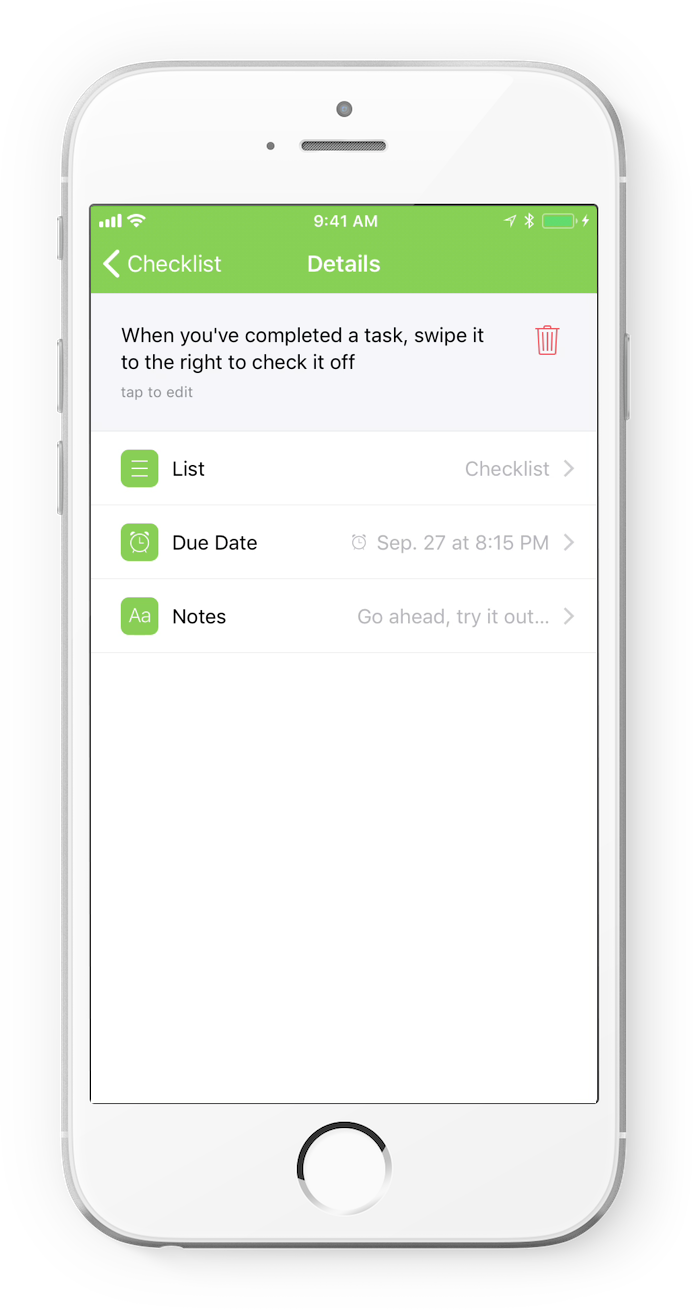 9:41 AM
Checklist Details
When you've completed a task, swipe it
to the right to check it off
tap to edit
List Checklist
Due Date Sep. 27 at 8:15 PM
Aa Notes Go ahead, try it out...